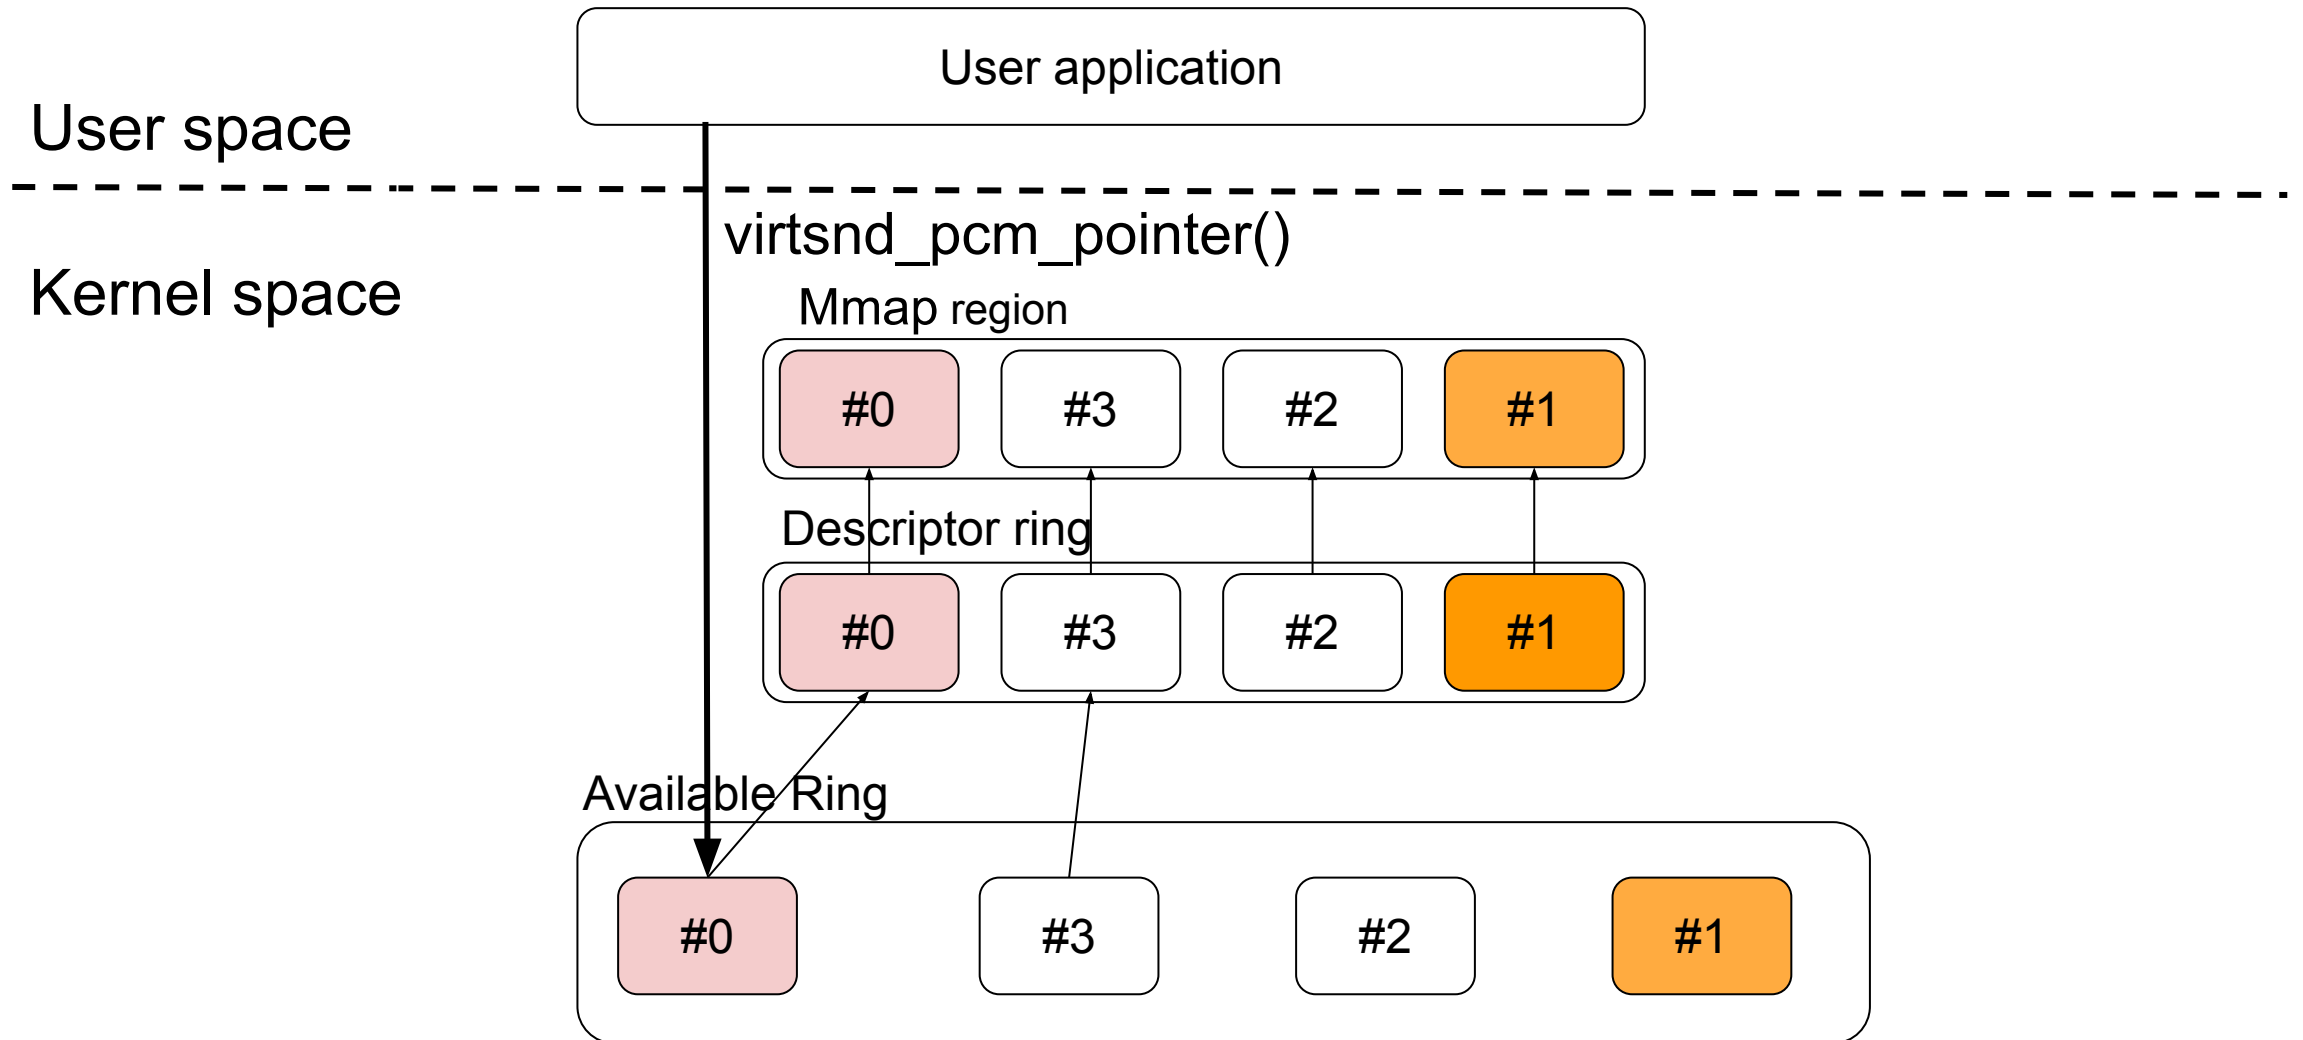 User application
User space
virtsnd_pcm_pointer()
Kernel space
Mmap region
#0 #3 #2 #1
Descriptor ring
#0 #3 #2 #1
Available Ring
#0 #3 #2 #1